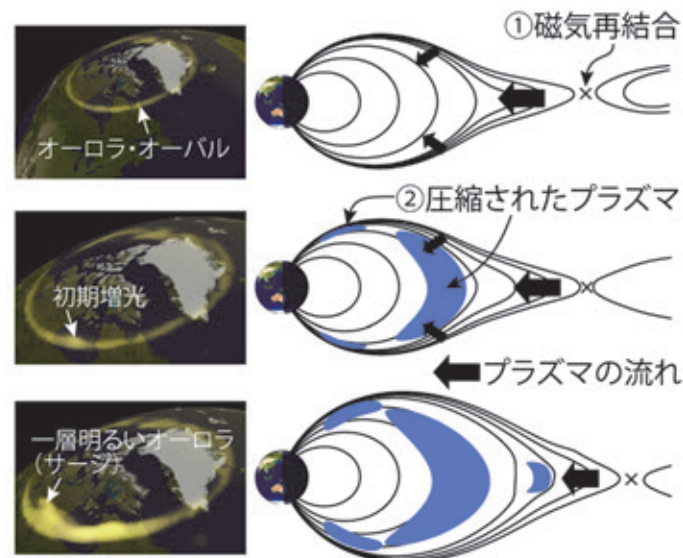 ①磁気再結合
オーロラ・オーバル
②圧縮されたプラズマ
初期増光
プラズマの流れ
一層明るいオーロラ
(サージ)